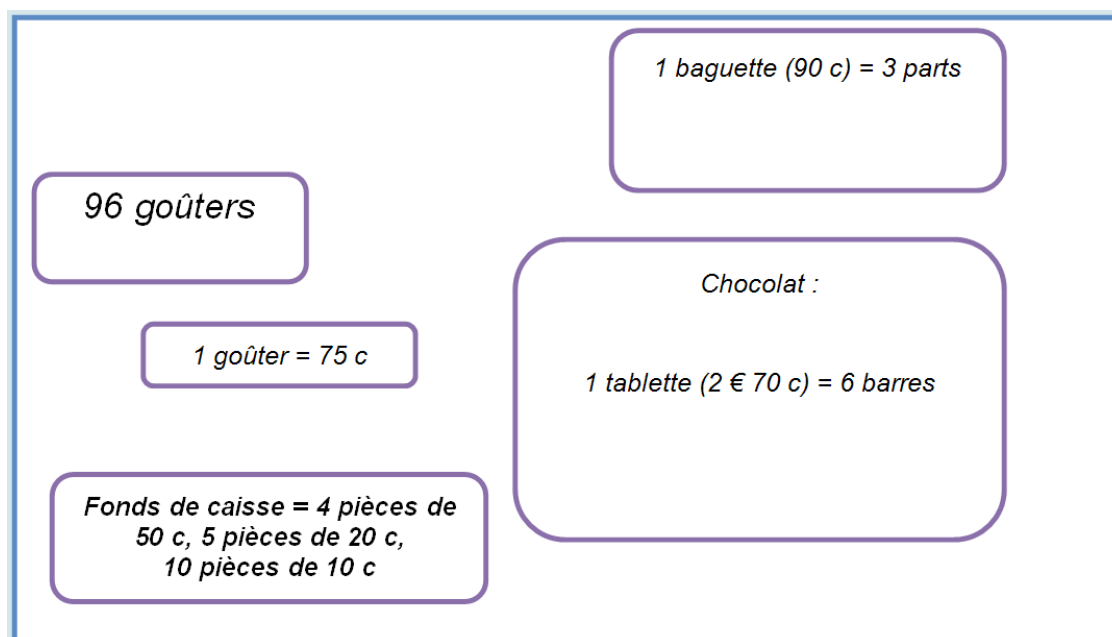 1 baguette (90 c) = 3 parts
96 goûters
Chocolat :
1 goûter = 75 c
1 tablette (2 € 70 c) = 6 barres
Fonds de caisse = 4 pièces de
50 c, 5 pièces de 20 c,
10 pièces de 10 c